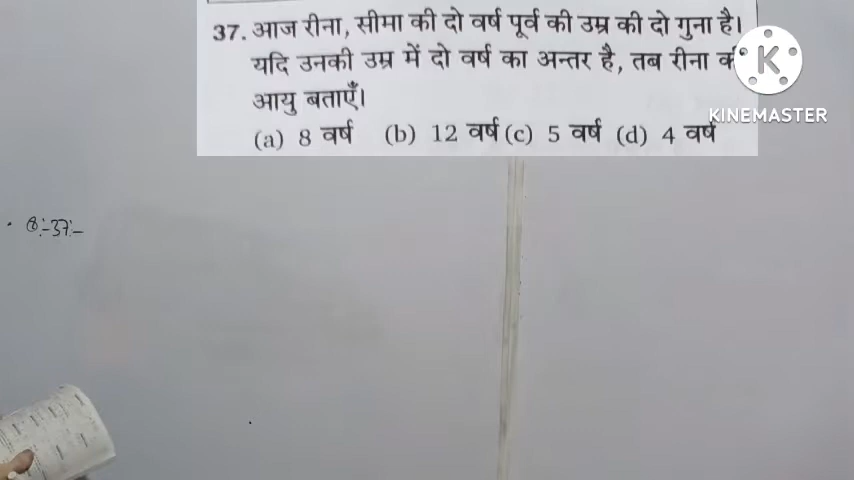 37. आज रीना, सीमा की दो वर्ष पूर्व की उम्र की दो गुना है।
यदि उनकी उम्र में दो वर्ष का अन्तर है, तब रीना की
आयु बताएँ।
(a) 8 वर्ष (b) 12 वर्ष (c) 5 वर्ष (d) 4 वर्ष
KINEMASTER
Q:-37:-